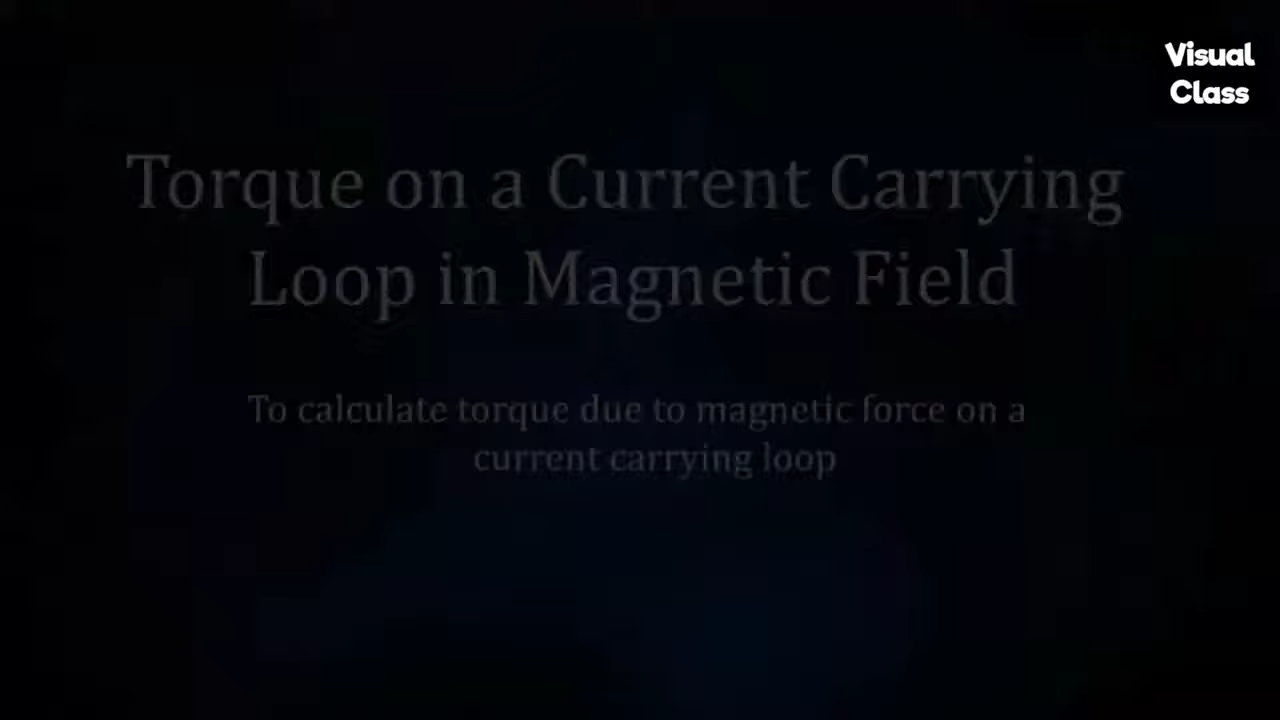 Visual
Class
Torque on a Current Carrying
Loop in Magnetic Field
To calculate torque due to magnetic force on a
current carrying loop